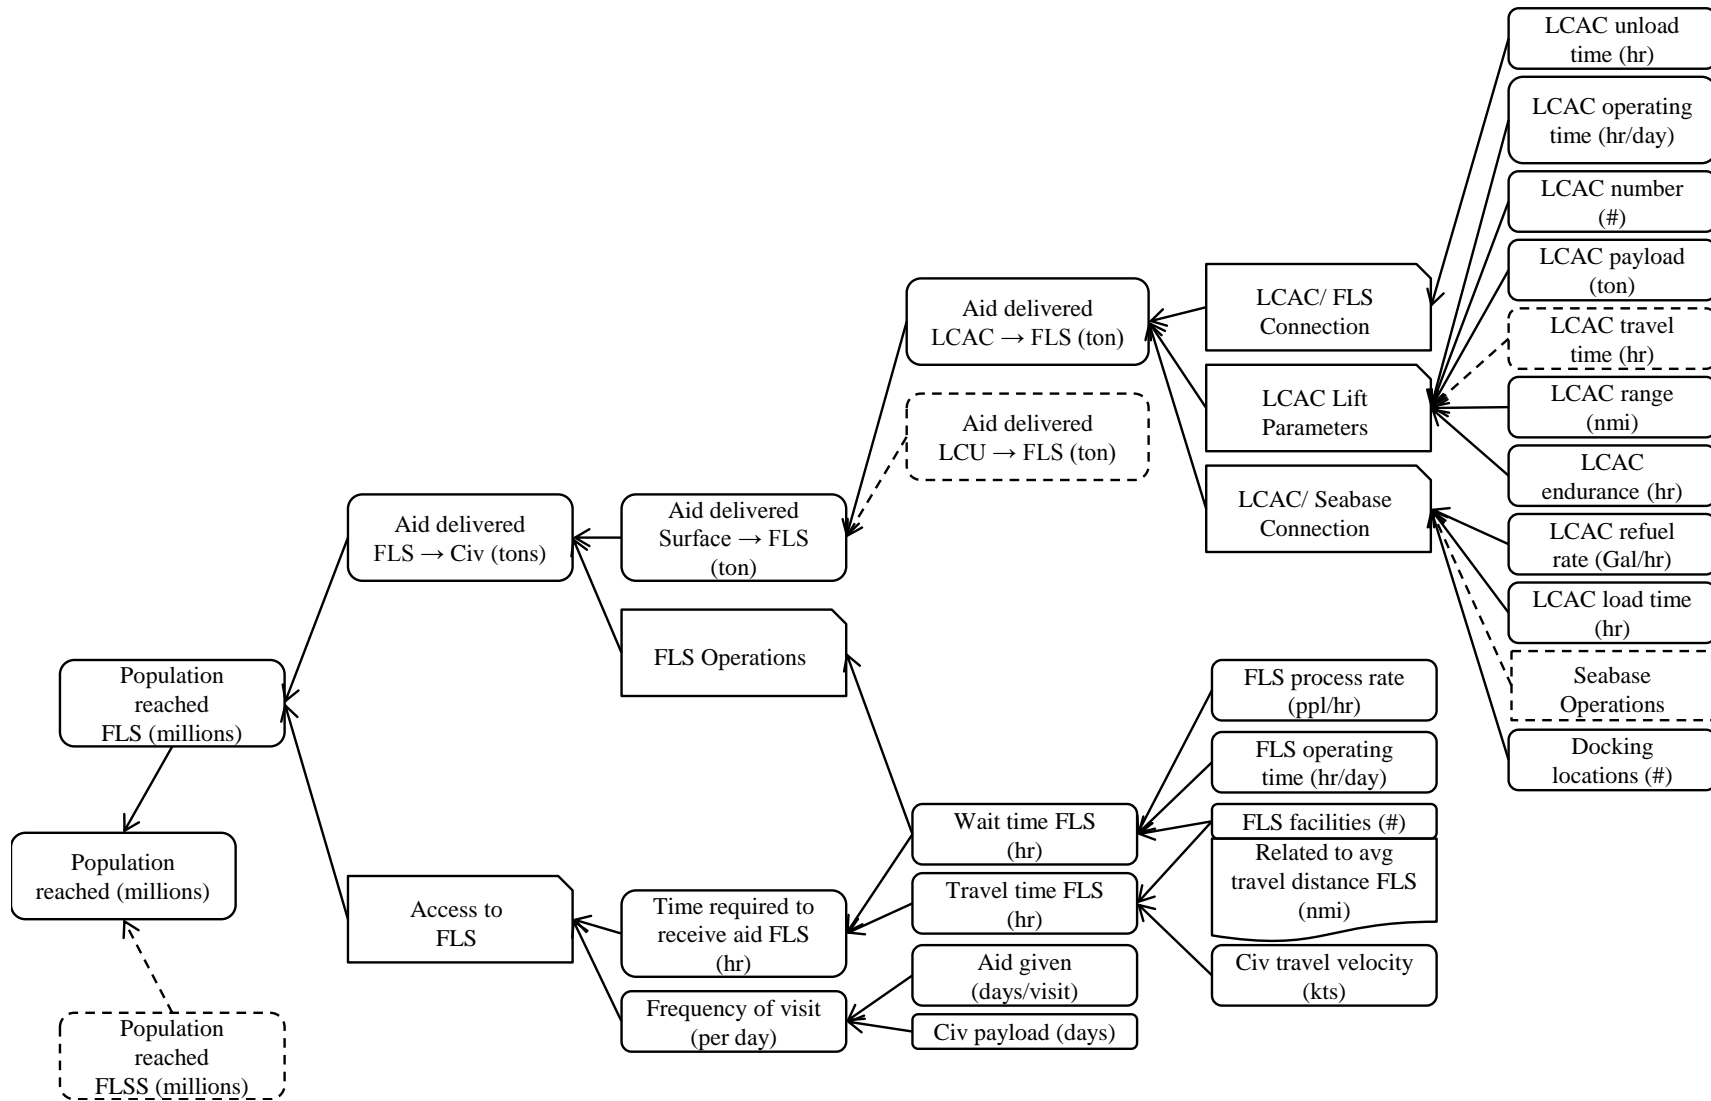 LCAC unload
time (hr)
LCAC operating
time (hr/day)
LCAC number
(#)
LCAC payload
(ton)
LCAC travel
time (hr)
LCAC range
(nmi)
LCAC
endurance (hr)
LCAC refuel
rate (Gal/hr)
LCAC load time
(hr)
Seabase
Operations
Docking
locations (#)
LCAC/ FLS
Connection
LCAC Lift
Parameters
LCAC/ Seabase
Connection
Aid delivered
LCAC → FLS (ton)
Aid delivered
LCU → FLS (ton)
Aid delivered
FLS → Civ (tons)
Aid delivered
Surface → FLS
(ton)
FLS Operations
Population
reached
FLS (millions)
Population
reached (millions)
Population
reached
FLSS (millions)
Access to
FLS
Time required to
receive aid FLS
(hr)
Frequency of visit
(per day)
Wait time FLS
(hr)
Travel time FLS
(hr)
Aid given
(days/visit)
Civ payload (days)
FLS process rate
(ppl/hr)
FLS operating
time (hr/day)
FLS facilities (#)
Related to avg
travel distance FLS
(nmi)
Civ travel velocity
(kts)